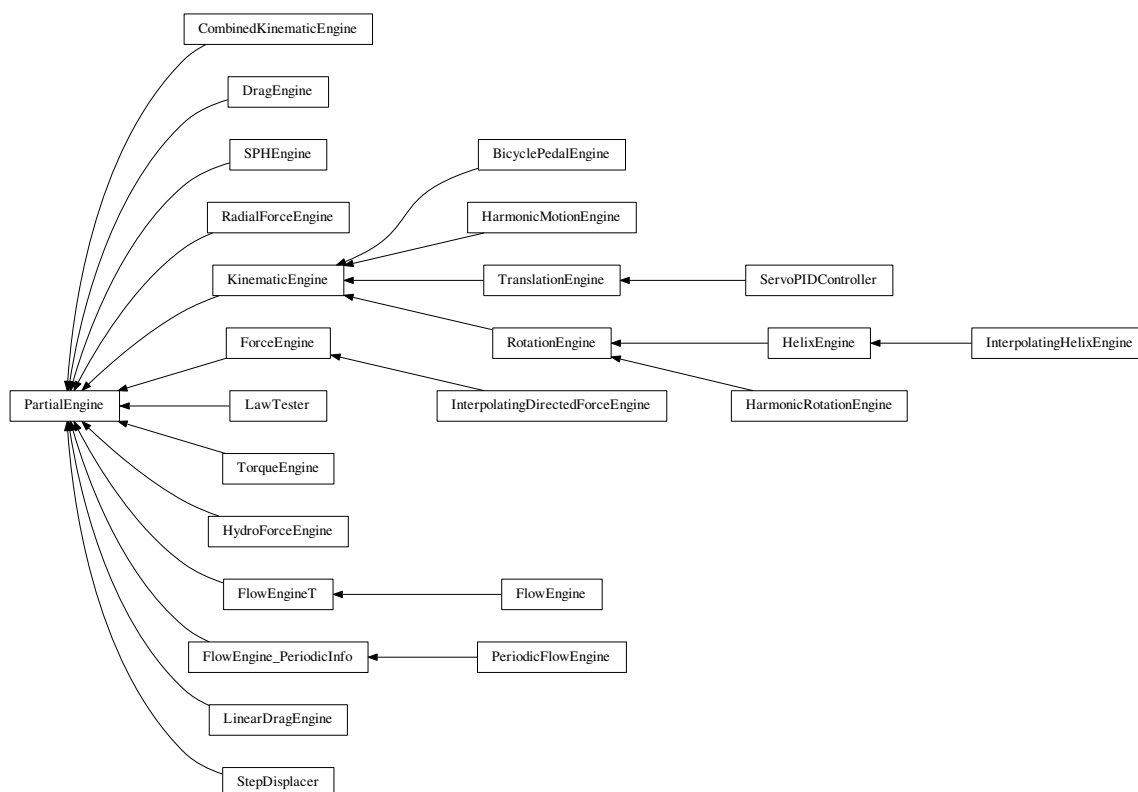 CombinedKinematicEngine
DragEngine
SPHEngine
BicyclePedalEngine
RadialForceEngine
HarmonicMotionEngine
KinematicEngine
TranslationEngine
ServoPIDController
ForceEngine
RotationEngine
HelixEngine
InterpolatingHelixEngine
PartialEngine
LawTester
InterpolatingDirectedForceEngine
HarmonicRotationEngine
TorqueEngine
HydroForceEngine
FlowEngineT
FlowEngine
FlowEngine_PeriodicInfo
PeriodicFlowEngine
LinearDragEngine
StepDisplacer